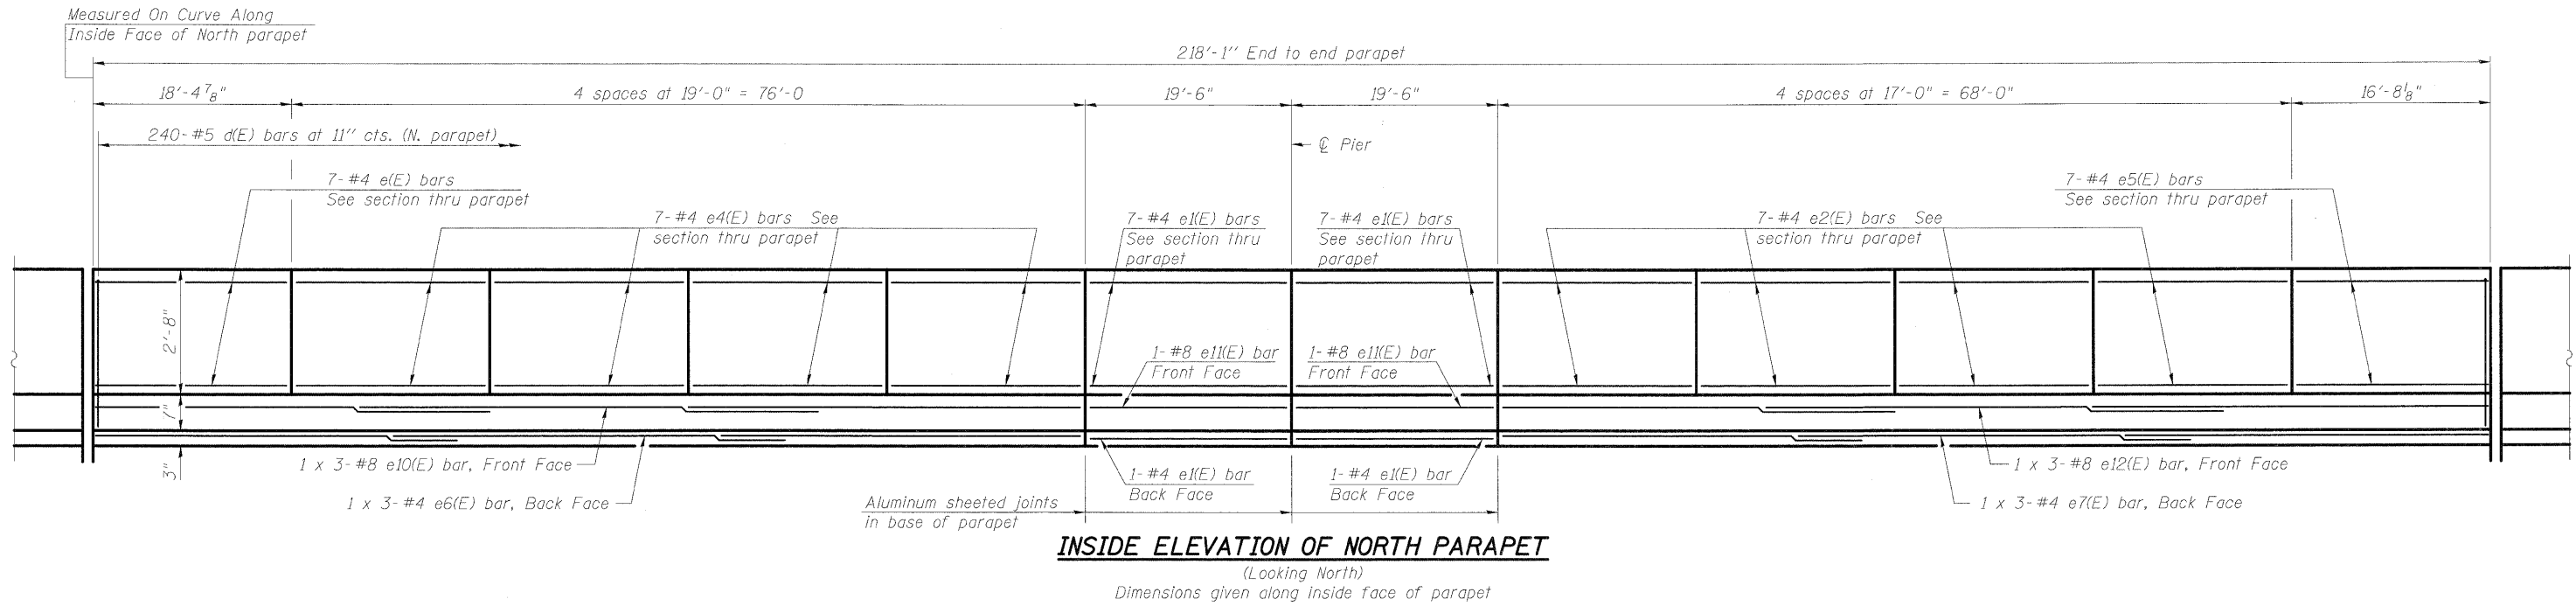 Measured On Curve Along
Inside Face of North parapet
218'-1" End to end parapet
18'-4 7/8"
4 spaces at 19'-0" = 76'-0
19'-6"
19'-6"
4 spaces at 17'-0" = 68'-0"
16'-8 1/8"
240-#5 d(E) bars at 11" cts. (N. parapet)
℄ Pier
7-#4 e(E) bars
See section thru parapet
7-#4 e4(E) bars See
section thru parapet
7-#4 e1(E) bars
See section thru
parapet
7-#4 e1(E) bars
See section thru
parapet
7-#4 e2(E) bars See
section thru parapet
7-#4 e5(E) bars
See section thru parapet
2'-8"
7"
3"
1-#8 e11(E) bar
Front Face
1-#8 e11(E) bar
Front Face
1 x 3-#8 e10(E) bar, Front Face
1 x 3-#4 e6(E) bar, Back Face
1-#4 e1(E) bar
Back Face
1-#4 e1(E) bar
Back Face
1 x 3-#8 e12(E) bar, Front Face
1 x 3-#4 e7(E) bar, Back Face
Aluminum sheeted joints
in base of parapet
INSIDE ELEVATION OF NORTH PARAPET
(Looking North)
Dimensions given along inside face of parapet